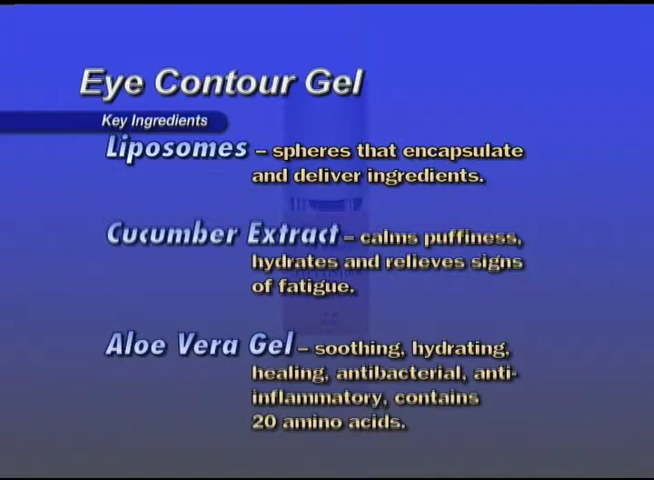 Eye Contour Gel
Key Ingredients
Liposomes – spheres that encapsulate
and deliver ingredients.
Cucumber Extract – calms puffiness,
hydrates and relieves signs
of fatigue.
Aloe Vera Gel – soothing, hydrating,
healing, antibacterial, anti-
inflammatory, contains
20 amino acids.